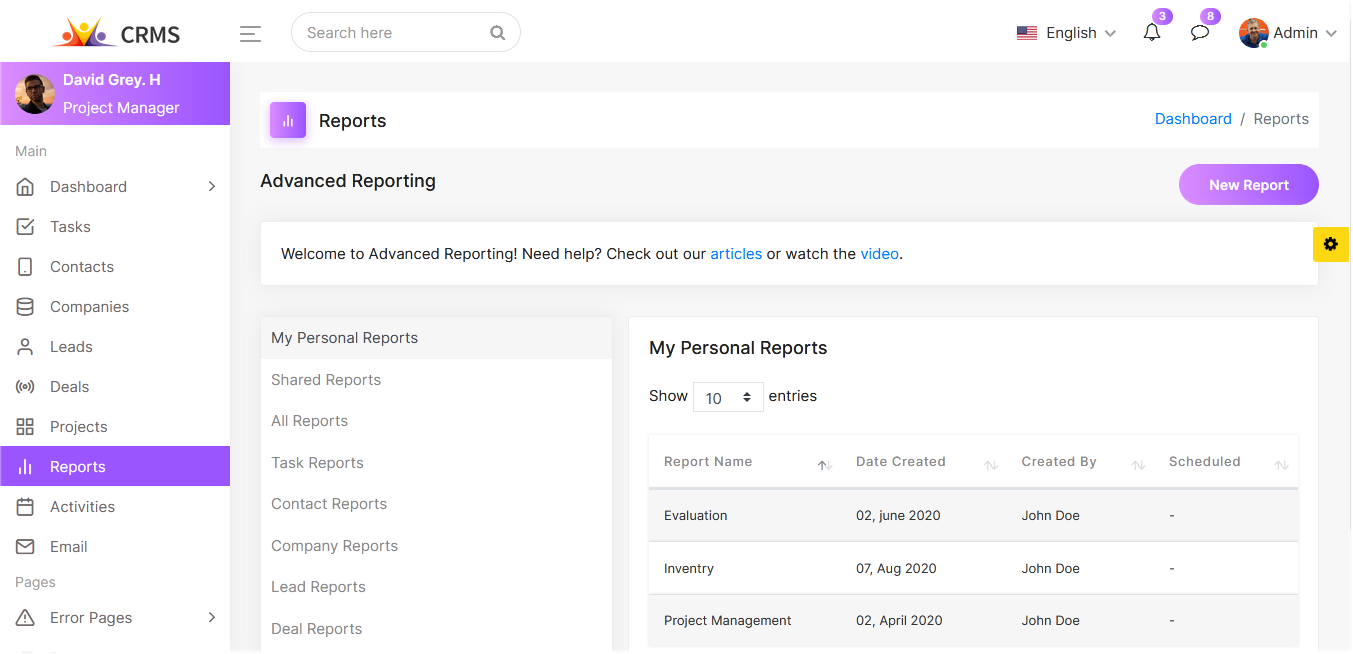 CRMS
Search here
English
3
8
Admin
David Grey. H
Project Manager
Main
Dashboard
Tasks
Contacts
Companies
Leads
Deals
Projects
Reports
Activities
Email
Pages
Error Pages
Reports
Dashboard / Reports
Advanced Reporting
New Report
Welcome to Advanced Reporting! Need help? Check out our articles or watch the video.
My Personal Reports
Shared Reports
All Reports
Task Reports
Contact Reports
Company Reports
Lead Reports
Deal Reports
My Personal Reports
Show 10 entries
Report Name Date Created Created By Scheduled
Evaluation 02, june 2020 John Doe -
Inventry 07, Aug 2020 John Doe -
Project Management 02, April 2020 John Doe -